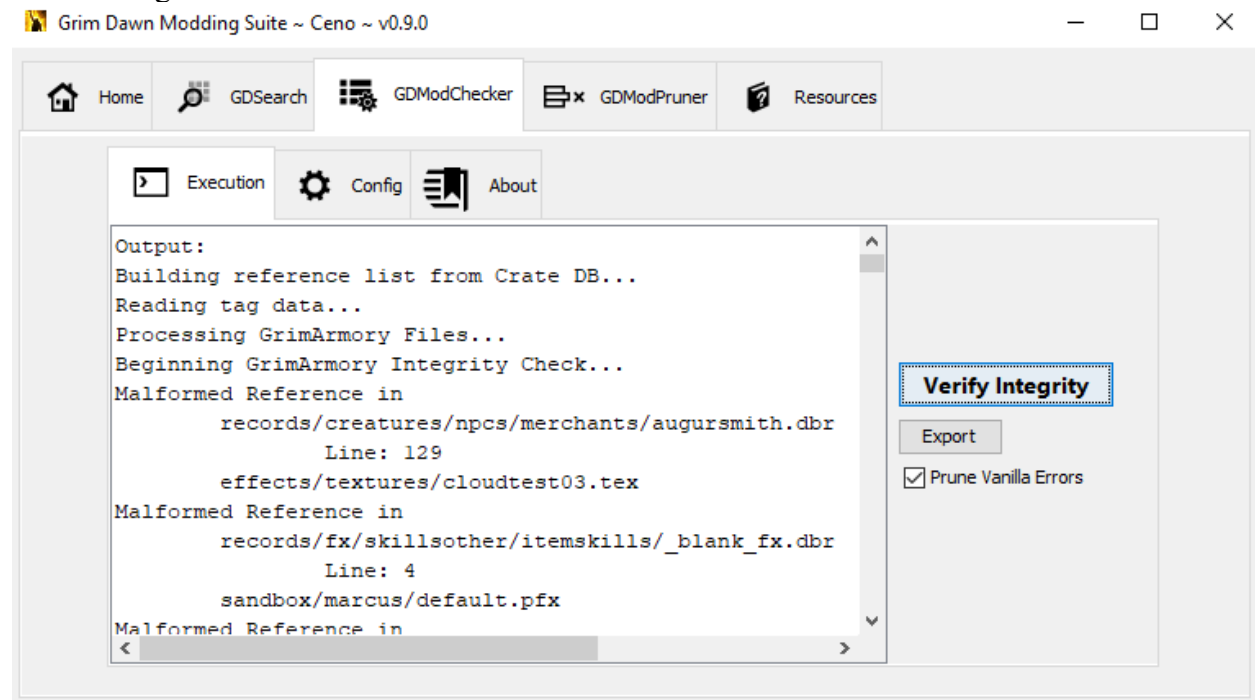 Grim Dawn Modding Suite ~ Ceno ~ v0.9.0
Home GDSearch GDModChecker GDModPruner Resources
Execution Config About
Output:
Building reference list from Crate DB...
Reading tag data...
Processing GrimArmory Files...
Beginning GrimArmory Integrity Check...
Malformed Reference in
records/creatures/npcs/merchants/augursmith.dbr
Line: 129
effects/textures/cloudtest03.tex
Malformed Reference in
records/fx/skillsother/itemskills/_blank_fx.dbr
Line: 4
sandbox/marcus/default.pfx
Malformed Reference in
Verify Integrity
Export
Prune Vanilla Errors